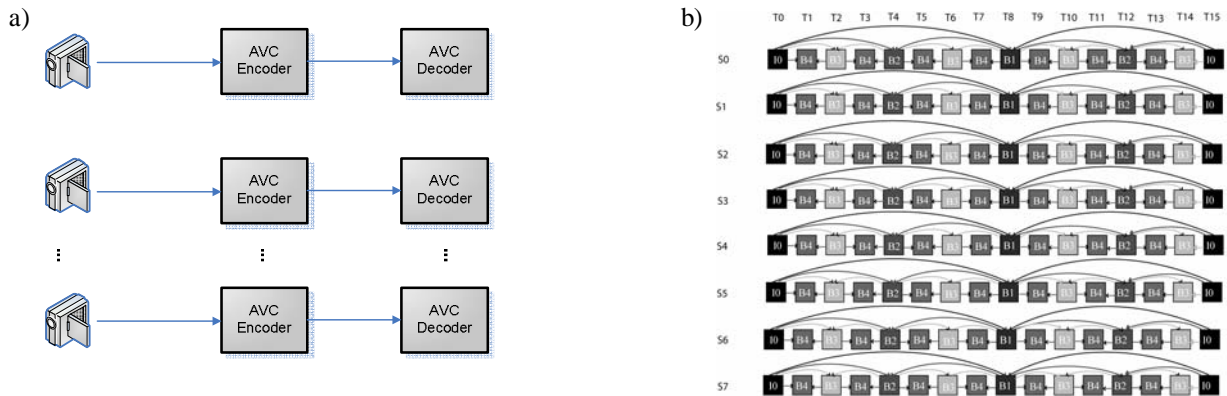 a)
AVC Encoder
AVC Decoder
AVC Encoder
AVC Decoder
...
...
...
AVC Encoder
AVC Decoder
b)
T0 T1 T2 T3 T4 T5 T6 T7 T8 T9 T10 T11 T12 T13 T14 T15
S0 I0 B4 B3 B4 B2 B4 B3 B4 B1 B4 B3 B4 B2 B4 B3 I0
S1 I0 B4 B3 B4 B2 B4 B3 B4 B1 B4 B3 B4 B2 B4 B3 I0
S2 I0 B4 B3 B4 B2 B4 B3 B4 B1 B4 B3 B4 B2 B4 B3 I0
S3 I0 B4 B3 B4 B2 B4 B3 B4 B1 B4 B3 B4 B2 B4 B3 I0
S4 I0 B4 B3 B4 B2 B4 B3 B4 B1 B4 B3 B4 B2 B4 B3 I0
S5 I0 B4 B3 B4 B2 B4 B3 B4 B1 B4 B3 B4 B2 B4 B3 I0
S6 I0 B4 B3 B4 B2 B4 B3 B4 B1 B4 B3 B4 B2 B4 B3 I0
S7 I0 B4 B3 B4 B2 B4 B3 B4 B1 B4 B3 B4 B2 B4 B3 I0